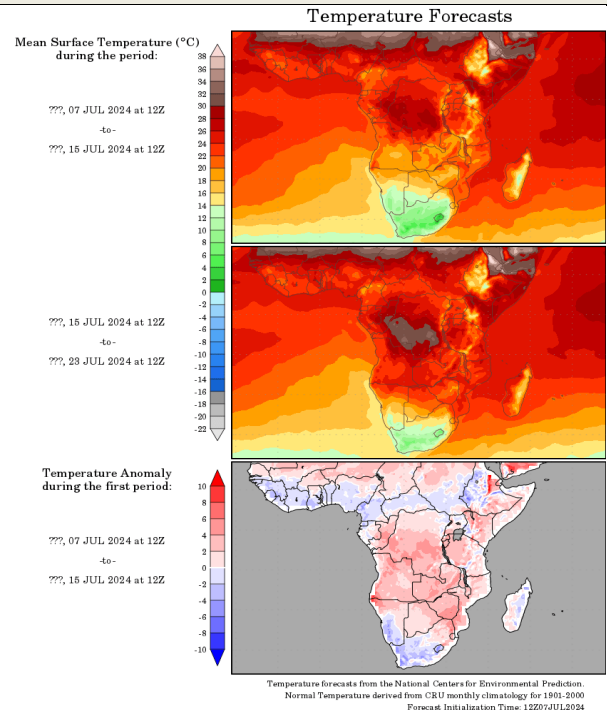 Temperature Forecasts
Mean Surface Temperature (°C)
during the period:
???, 07 JUL 2024 at 12Z
-to-
???, 15 JUL 2024 at 12Z
38
36
34
32
30
28
26
24
22
20
18
16
14
12
10
8
6
4
2
0
-2
-4
-6
-8
-10
-12
-14
-16
-18
-20
-22
???, 15 JUL 2024 at 12Z
-to-
???, 23 JUL 2024 at 12Z
Temperature Anomaly
during the first period:
???, 07 JUL 2024 at 12Z
-to-
???, 15 JUL 2024 at 12Z
10
8
6
4
2
0
-2
-4
-6
-8
-10
Temperature forecasts from the National Centers for Environmental Prediction.
Normal Temperature derived from CRU monthly climatology for 1901-2000
Forecast Initialization Time: 12Z07JUL2024